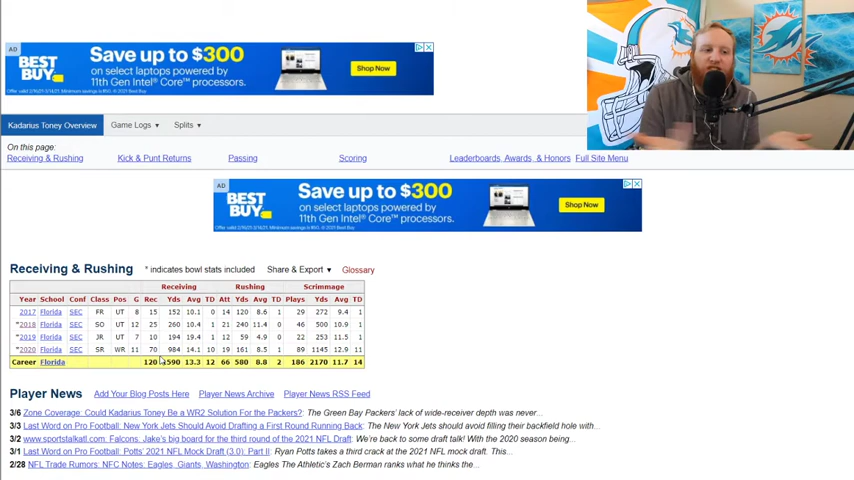 AD
BEST BUY
Save up to $300
on select laptops powered by
11th Gen Intel® Core™ processors.
Shop Now
Kadarius Toney Overview
Game Logs ▼
Splits ▼
On this page:
Receiving & Rushing
Kick & Punt Returns
Passing
Scoring
Leaderboards, Awards, & Honors
Full Site Menu
AD
BEST BUY
Save up to $300
on select laptops powered by
11th Gen Intel® Core™ processors.
Shop Now
Receiving & Rushing
* indicates bowl stats included
Share & Export ▼
Glossary
Receiving Rushing Scrimmage
Year School Conf Class Pos G Rec Yds Avg TD Att Yds Avg TD Plays Yds Avg TD
2017 Florida SEC FR UT 8 15 152 10.1 0 14 120 8.6 1 29 272 9.4 1
*2018 Florida SEC SO UT 12 25 260 10.4 1 21 240 11.4 0 46 500 10.9 1
*2019 Florida SEC JR UT 7 10 194 19.4 1 12 59 4.9 0 22 253 11.5 1
*2020 Florida SEC SR WR 11 70 984 14.1 10 19 161 8.5 1 89 1145 12.9 11
Career Florida 120 1590 13.3 12 66 580 8.8 2 186 2170 11.7 14
Player News
Add Your Blog Posts Here
Player News Archive
Player News RSS Feed
3/6 Zone Coverage: Could Kadarius Toney Be a WR2 Solution For the Packers?: The Green Bay Packers' lack of wide-receiver depth was never...
3/3 Last Word on Pro Football: New York Jets Should Avoid Drafting a First Round Running Back: The New York Jets should avoid filling their backfield hole with...
3/2 www.sportstalkatl.com: Falcons: Jake's big board for the third round of the 2021 NFL Draft: We're back to some draft talk! With the 2020 season being...
3/1 Last Word on Pro Football: Potts' 2021 NFL Mock Draft (3.0): Part II: Ryan Potts takes a third crack at the 2021 NFL mock draft. This...
2/28 NFL Trade Rumors: NFC Notes: Eagles, Giants, Washington: Eagles The Athletic's Zach Berman ranks what he thinks the...